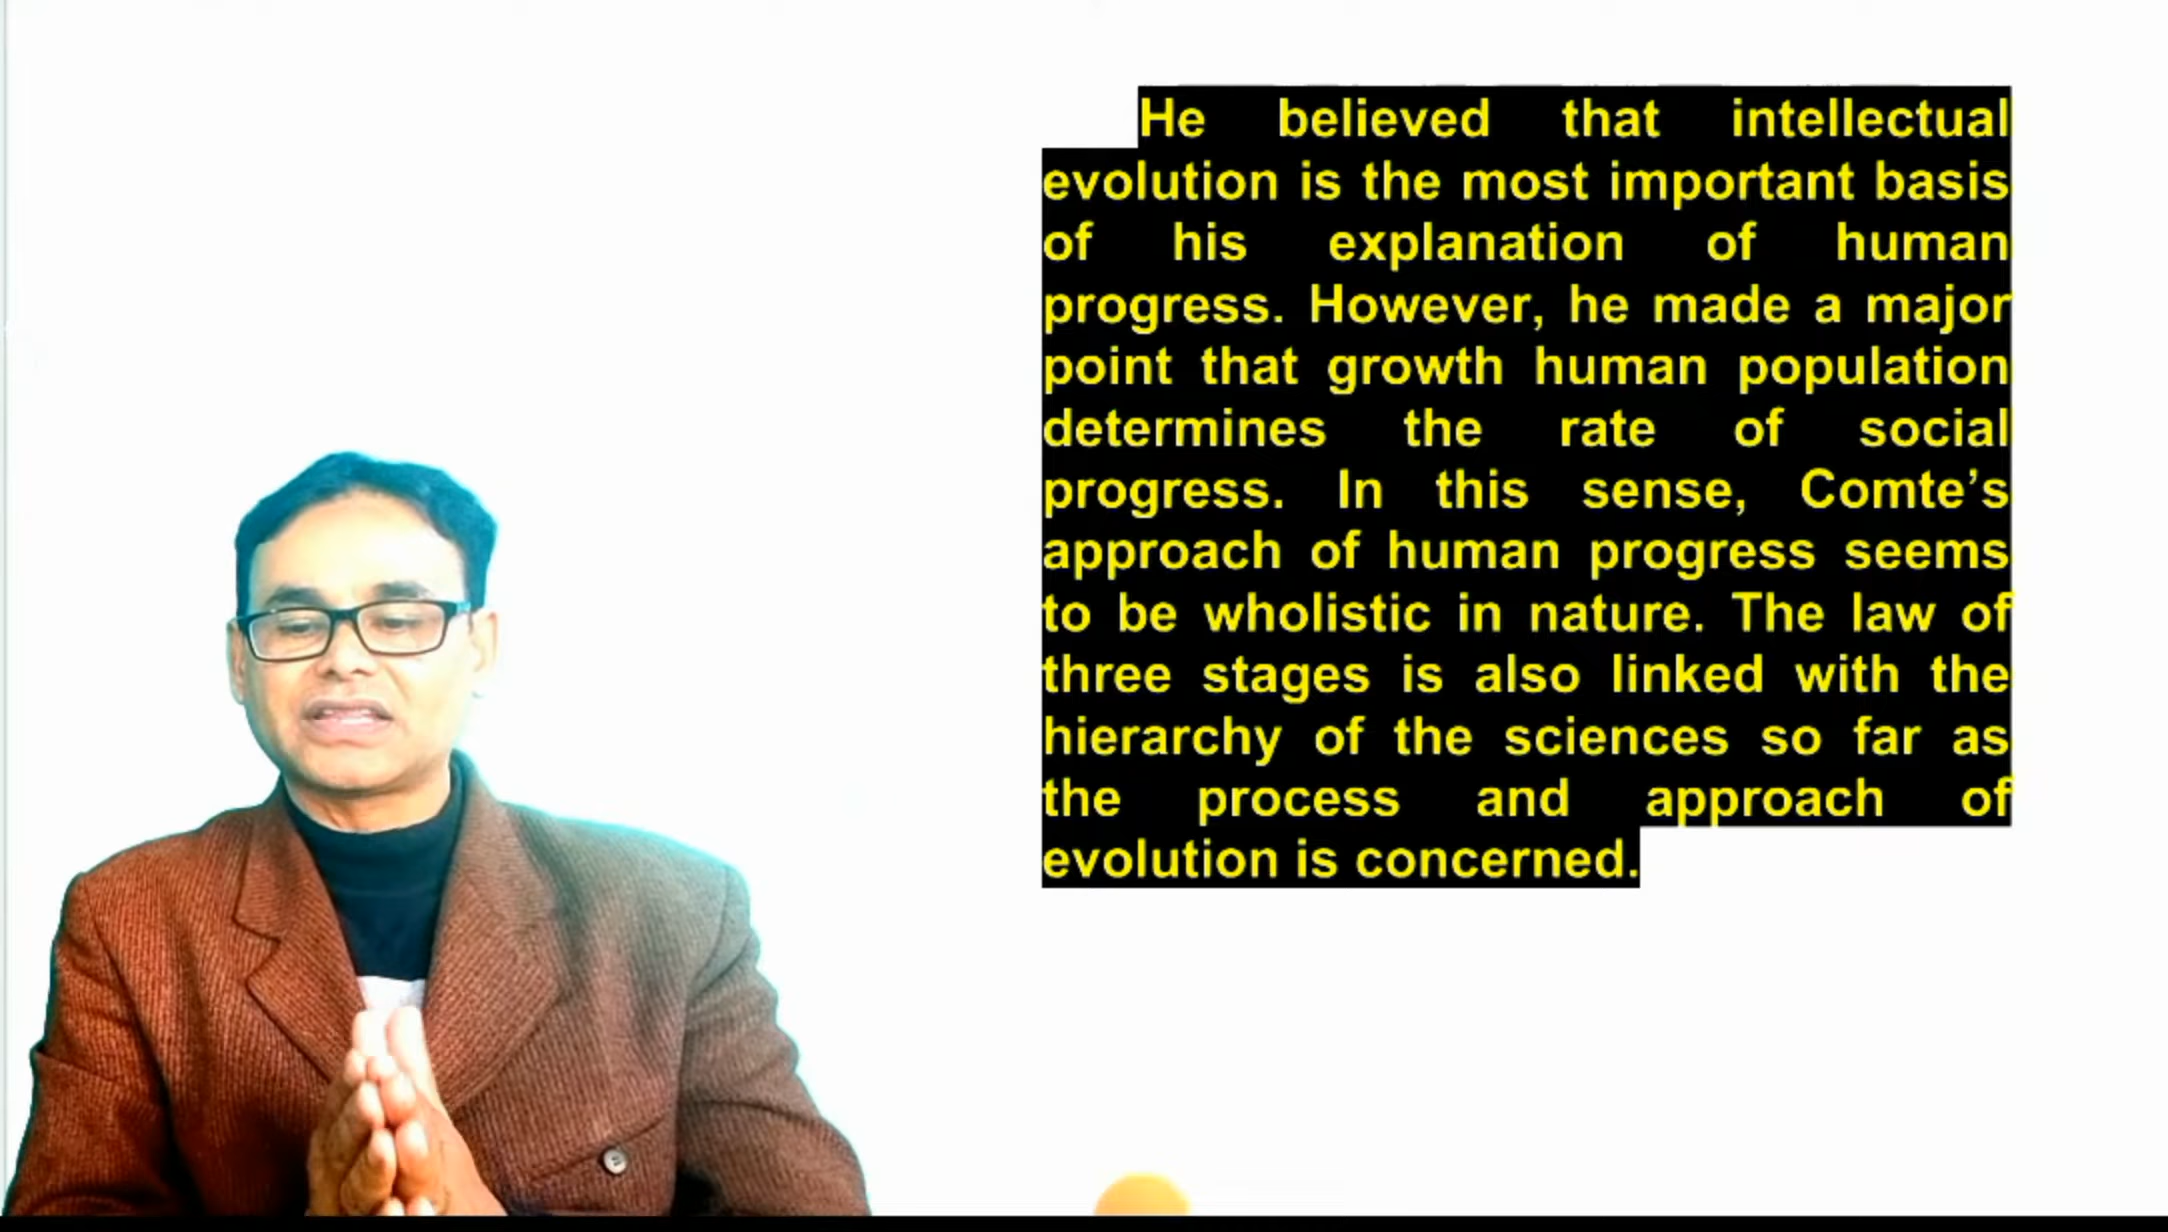 He believed that intellectual
evolution is the most important basis
of his explanation of human
progress. However, he made a major
point that growth human population
determines the rate of social
progress. In this sense, Comte’s
approach of human progress seems
to be wholistic in nature. The law of
three stages is also linked with the
hierarchy of the sciences so far as
the process and approach of
evolution is concerned.